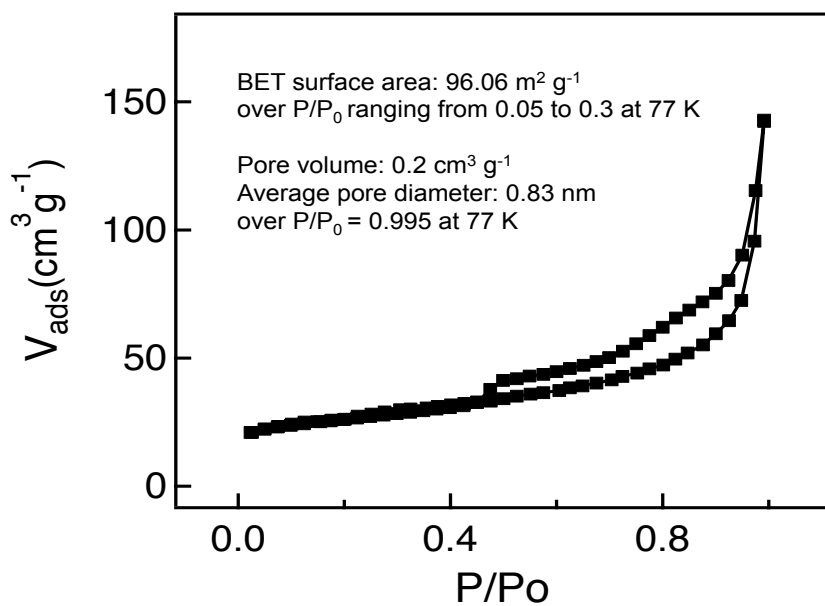 BET surface area: 96.06 m² g⁻¹
over P/P₀ ranging from 0.05 to 0.3 at 77 K
Pore volume: 0.2 cm³ g⁻¹
Average pore diameter: 0.83 nm
over P/P₀ = 0.995 at 77 K
V_ads(cm³g⁻¹)
150
100
50
0
0.0 0.4 0.8
P/Po